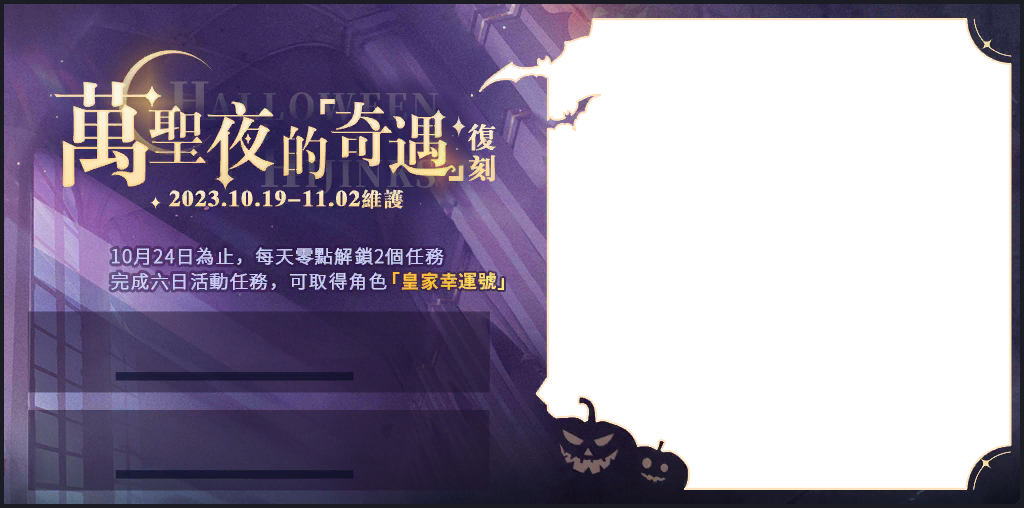 HALLOWEEN
HIJINKS
萬聖夜的「奇遇」復刻
2023.10.19-11.02維護
10月24日為止，每天零點解鎖2個任務
完成六日活動任務，可取得角色「皇家幸運號」